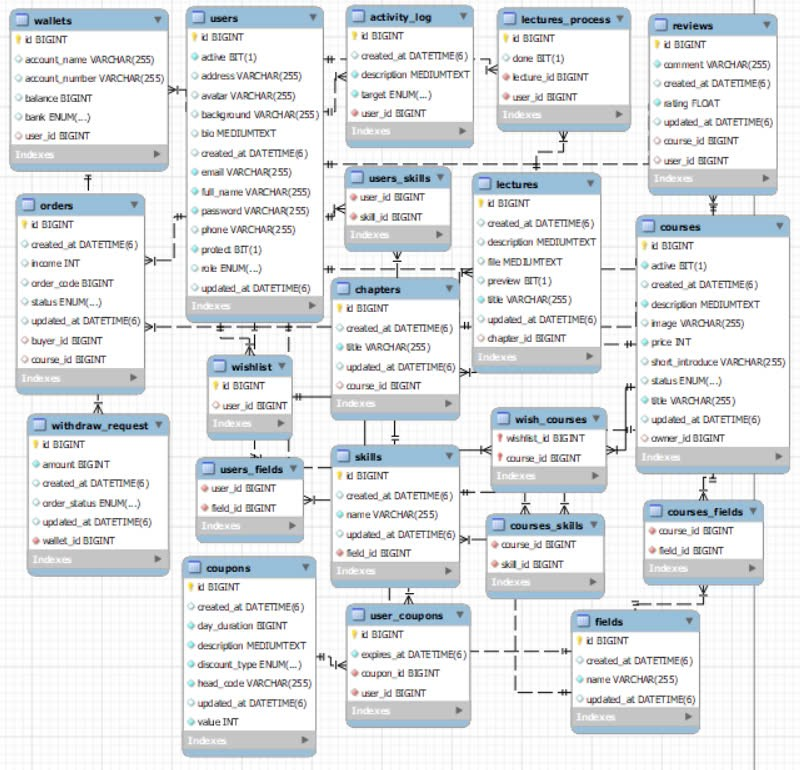 wallets
id BIGINT
account_name VARCHAR(255)
account_number VARCHAR(255)
balance BIGINT
bank ENUM(...)
user_id BIGINT
Indexes
users
id BIGINT
active BIT(1)
address VARCHAR(255)
avatar VARCHAR(255)
background VARCHAR(255)
bio MEDIUMTEXT
created_at DATETIME(6)
email VARCHAR(255)
full_name VARCHAR(255)
password VARCHAR(255)
phone VARCHAR(255)
protect BIT(1)
role ENUM(...)
updated_at DATETIME(6)
Indexes
activity_log
id BIGINT
created_at DATETIME(6)
description MEDIUMTEXT
target ENUM(...)
user_id BIGINT
Indexes
lectures_process
id BIGINT
done BIT(1)
lecture_id BIGINT
user_id BIGINT
Indexes
reviews
id BIGINT
comment VARCHAR(255)
created_at DATETIME(6)
rating FLOAT
updated_at DATETIME(6)
course_id BIGINT
user_id BIGINT
Indexes
orders
id BIGINT
created_at DATETIME(6)
income INT
order_code BIGINT
status ENUM(...)
updated_at DATETIME(6)
buyer_id BIGINT
course_id BIGINT
Indexes
users_skills
user_id BIGINT
skill_id BIGINT
Indexes
lectures
id BIGINT
created_at DATETIME(6)
description MEDIUMTEXT
file MEDIUMTEXT
preview BIT(1)
title VARCHAR(255)
updated_at DATETIME(6)
chapter_id BIGINT
Indexes
courses
id BIGINT
active BIT(1)
created_at DATETIME(6)
description MEDIUMTEXT
image VARCHAR(255)
price INT
short_introduce VARCHAR(255)
status ENUM(...)
title VARCHAR(255)
updated_at DATETIME(6)
owner_id BIGINT
Indexes
chapters
id BIGINT
created_at DATETIME(6)
title VARCHAR(255)
updated_at DATETIME(6)
course_id BIGINT
Indexes
wishlist
id BIGINT
user_id BIGINT
Indexes
withdraw_request
id BIGINT
amount BIGINT
created_at DATETIME(6)
order_status ENUM(...)
updated_at DATETIME(6)
wallet_id BIGINT
Indexes
users_fields
user_id BIGINT
field_id BIGINT
Indexes
skills
id BIGINT
created_at DATETIME(6)
name VARCHAR(255)
updated_at DATETIME(6)
field_id BIGINT
Indexes
wish_courses
wishlist_id BIGINT
course_id BIGINT
Indexes
courses_skills
course_id BIGINT
skill_id BIGINT
Indexes
courses_fields
course_id BIGINT
field_id BIGINT
Indexes
coupons
id BIGINT
created_at DATETIME(6)
day_duration BIGINT
description MEDIUMTEXT
discount_type ENUM(...)
head_code VARCHAR(255)
updated_at DATETIME(6)
value INT
Indexes
user_coupons
id BIGINT
expires_at DATETIME(6)
coupon_id BIGINT
user_id BIGINT
Indexes
fields
id BIGINT
created_at DATETIME(6)
name VARCHAR(255)
updated_at DATETIME(6)
Indexes